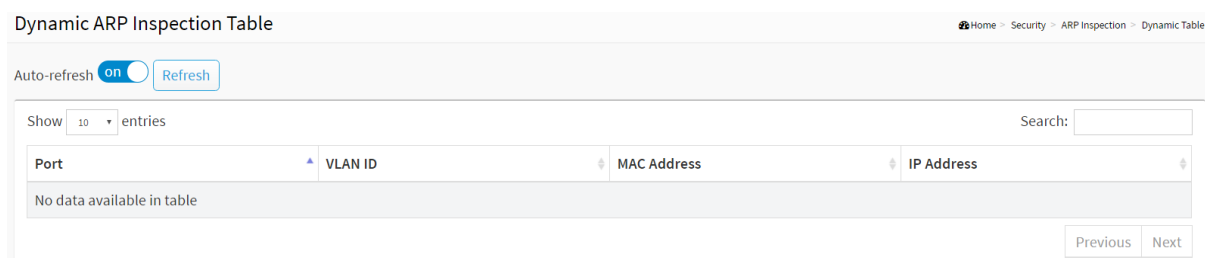 Dynamic ARP Inspection Table
Home > Security > ARP Inspection > Dynamic Table
Auto-refresh on Refresh
Show 10 entries Search:
Port VLAN ID MAC Address IP Address
No data available in table
Previous Next